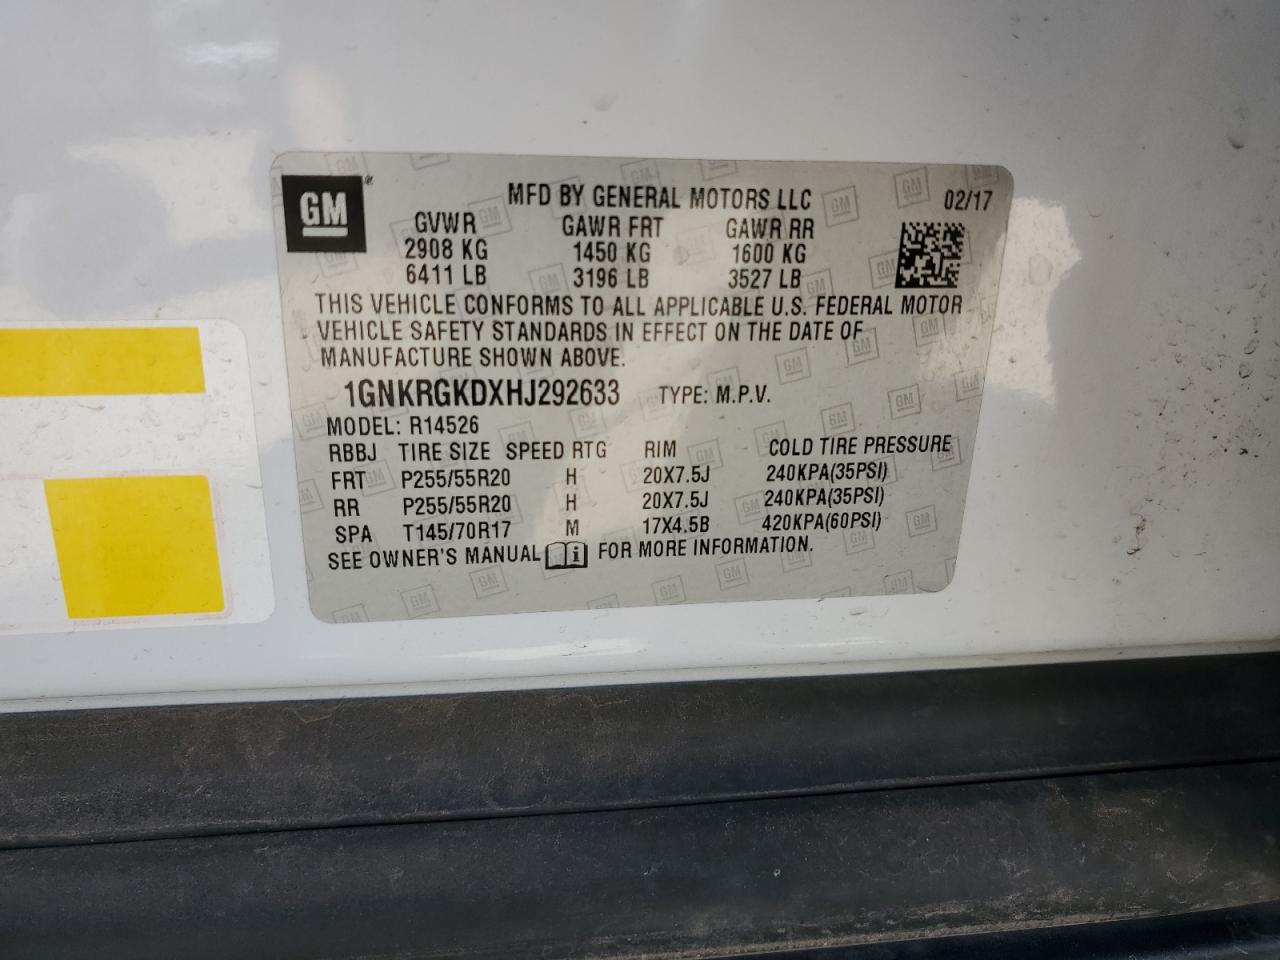 GM
MFD BY GENERAL MOTORS LLC 02/17
GVWR GAWR FRT GAWR RR
2908 KG 1450 KG 1600 KG
6411 LB 3196 LB 3527 LB
THIS VEHICLE CONFORMS TO ALL APPLICABLE U.S. FEDERAL MOTOR
VEHICLE SAFETY STANDARDS IN EFFECT ON THE DATE OF
MANUFACTURE SHOWN ABOVE.
1GNKRGKDXHJ292633 TYPE: M.P.V.
MODEL: R14526
RBBJ TIRE SIZE SPEED RTG RIM COLD TIRE PRESSURE
FRT P255/55R20 H 20X7.5J 240KPA(35PSI)
RR P255/55R20 H 20X7.5J 240KPA(35PSI)
SPA T145/70R17 M 17X4.5B 420KPA(60PSI)
SEE OWNER'S MANUAL FOR MORE INFORMATION.